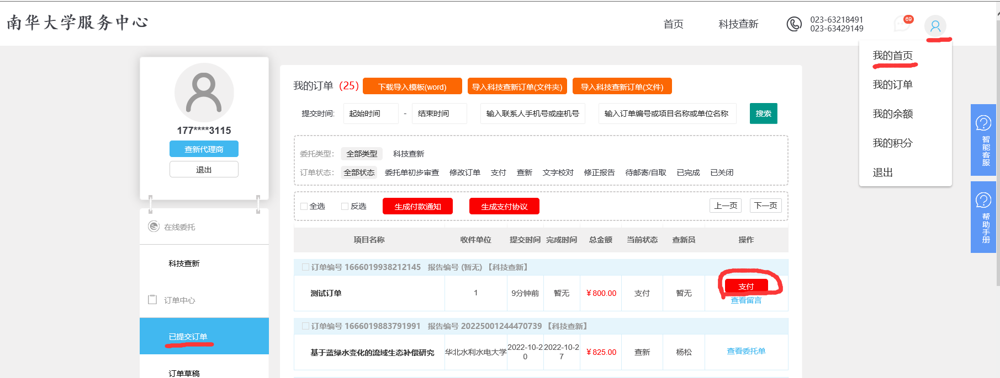 南华大学服务中心
首页
科技查新
023-63218491
023-63429149
69
我的首页
我的订单
我的余额
我的积分
退出
177****3115
查新代理商
退出
在线委托
科技查新
订单中心
已提交订单
订单草稿
我的订单 (25) 下载导入模板(word) 导入科技查新订单(文件夹) 导入科技查新订单(文件)
提交时间: 起始时间 - 结束时间 输入联系人手机号或座机号 输入订单编号或项目名称或单位名称 搜索
委托类型: 全部类型 科技查新
订单状态: 全部状态 委托单初步审查 修改订单 支付 查新 文字校对 修正报告 待邮寄/自取 已完成 已关闭
全选 反选 生成付款通知 生成支付协议 上一页 下一页
项目名称 收件单位 提交时间 完成时间 总金额 当前状态 查新员 操作
订单编号 1666019938212145 报告编号 (暂无) 【科技查新】
测试订单 1 9分钟前 暂无 ￥800.00 支付 暂无 支付
查看留言
订单编号 1666019883791991 报告编号 20225001244470739 【科技查新】
基于蓝绿水变化的流域生态补偿研究 华北水利水电大学 2022-10-20 2022-10-27 ￥825.00 查新 杨松 查看委托单
智能客服
帮助手册